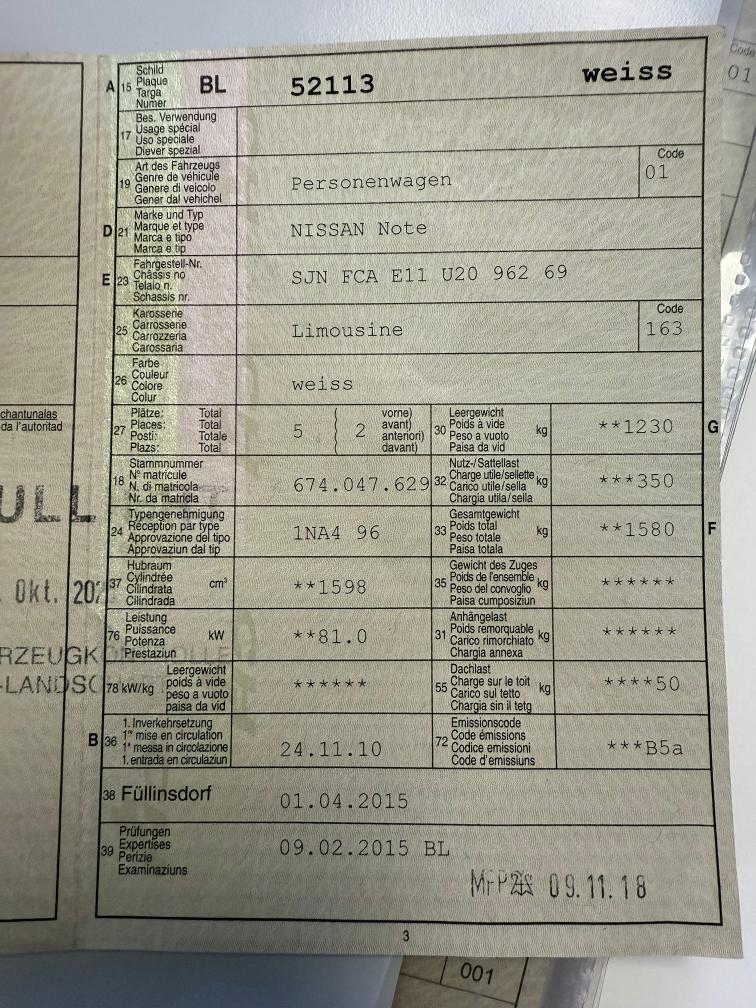 Code
01
A 15 Schild
Plaque
Targa
Numer
BL 52113 weiss
17 Bes. Verwendung
Usage spécial
Uso speciale
Diever spezial
19 Art des Fahrzeugs
Genre de véhicule
Genere di veicolo
Gener dal vehichel
Personenwagen
Code
01
D 21 Marke und Typ
Marque et type
Marca e tipo
Marca e tip
NISSAN Note
E 23 Fahrgestell-Nr.
Châssis no
Telaio n.
Schassis nr.
SJN FCA E11 U20 962 69
25 Karosserie
Carrosserie
Carrozzeria
Carossaria
Limousine
Code
163
26 Farbe
Couleur
Colore
Colur
weiss
27 Plätze: Total
Places: Total
Posti: Totale
Plazs: Total
5 ( 2 vorne)
avant)
anteriori)
davant)
30 Leergewicht
Poids à vide
Peso a vuoto
Paisa da vid
kg **1230 G
18 Stammnummer
N° matricule
N. di matricola
Nr. da matricla
674.047.629
32 Nutz-/Sattellast
Charge utile/sellette
Carico utile/sella
Chargia utila/sella
kg ***350
24 Typengenehmigung
Réception par type
Approvazione del tipo
Approvaziun dal tip
1NA4 96
33 Gesamtgewicht
Poids total
Peso totale
Paisa totala
kg **1580 F
37 Hubraum
Cylindrée
Cilindrata
Cilindrada
cm³ **1598
35 Gewicht des Zuges
Poids de l'ensemble
Peso del convoglio
Paisa cumposiziun
kg ******
76 Leistung
Puissance
Potenza
Prestaziun
kW **81.0
31 Anhängelast
Poids remorquable
Carico rimorchiato
Chargia annexa
kg ******
78 kW/kg Leergewicht
poids à vide
peso a vuoto
paisa da vid
******
55 Dachlast
Charge sur le toit
Carico sul tetto
Chargia sin il tetg
kg ****50
B 36 1. Inverkehrsetzung
1re mise en circulation
1a messa in circolazione
1. entrada en circulaziun
24.11.10
72 Emissionscode
Code émissions
Codice emissioni
Code d'emissiuns
***B5a
38 Füllinsdorf 01.04.2015
39 Prüfungen
Expertises
Perizie
Examinaziuns
09.02.2015 BL
MFP 09.11.18
3
chantunalas
da l'autoritad
ULL
. Okt. 20
RZEUGK
-LANDSC
001